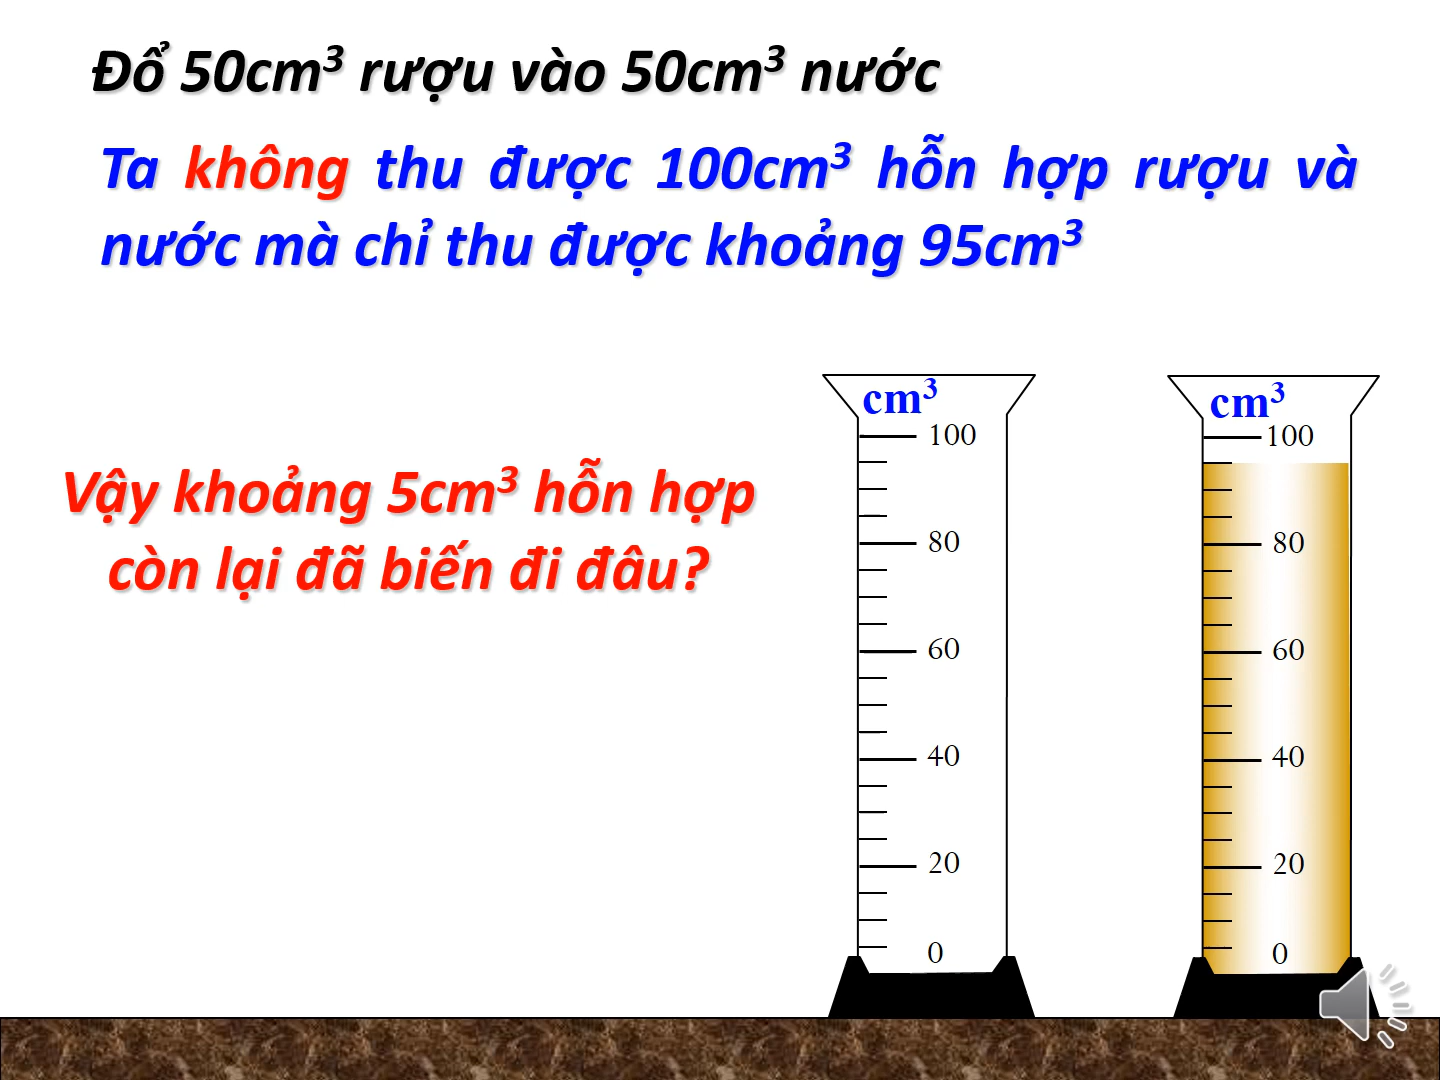 Đổ 50cm³ rượu vào 50cm³ nước
Ta không thu được 100cm³ hỗn hợp rượu và
nước mà chỉ thu được khoảng 95cm³
Vậy khoảng 5cm³ hỗn hợp
còn lại đã biến đi đâu?
cm³
100
80
60
40
20
0
cm³
100
80
60
40
20
0